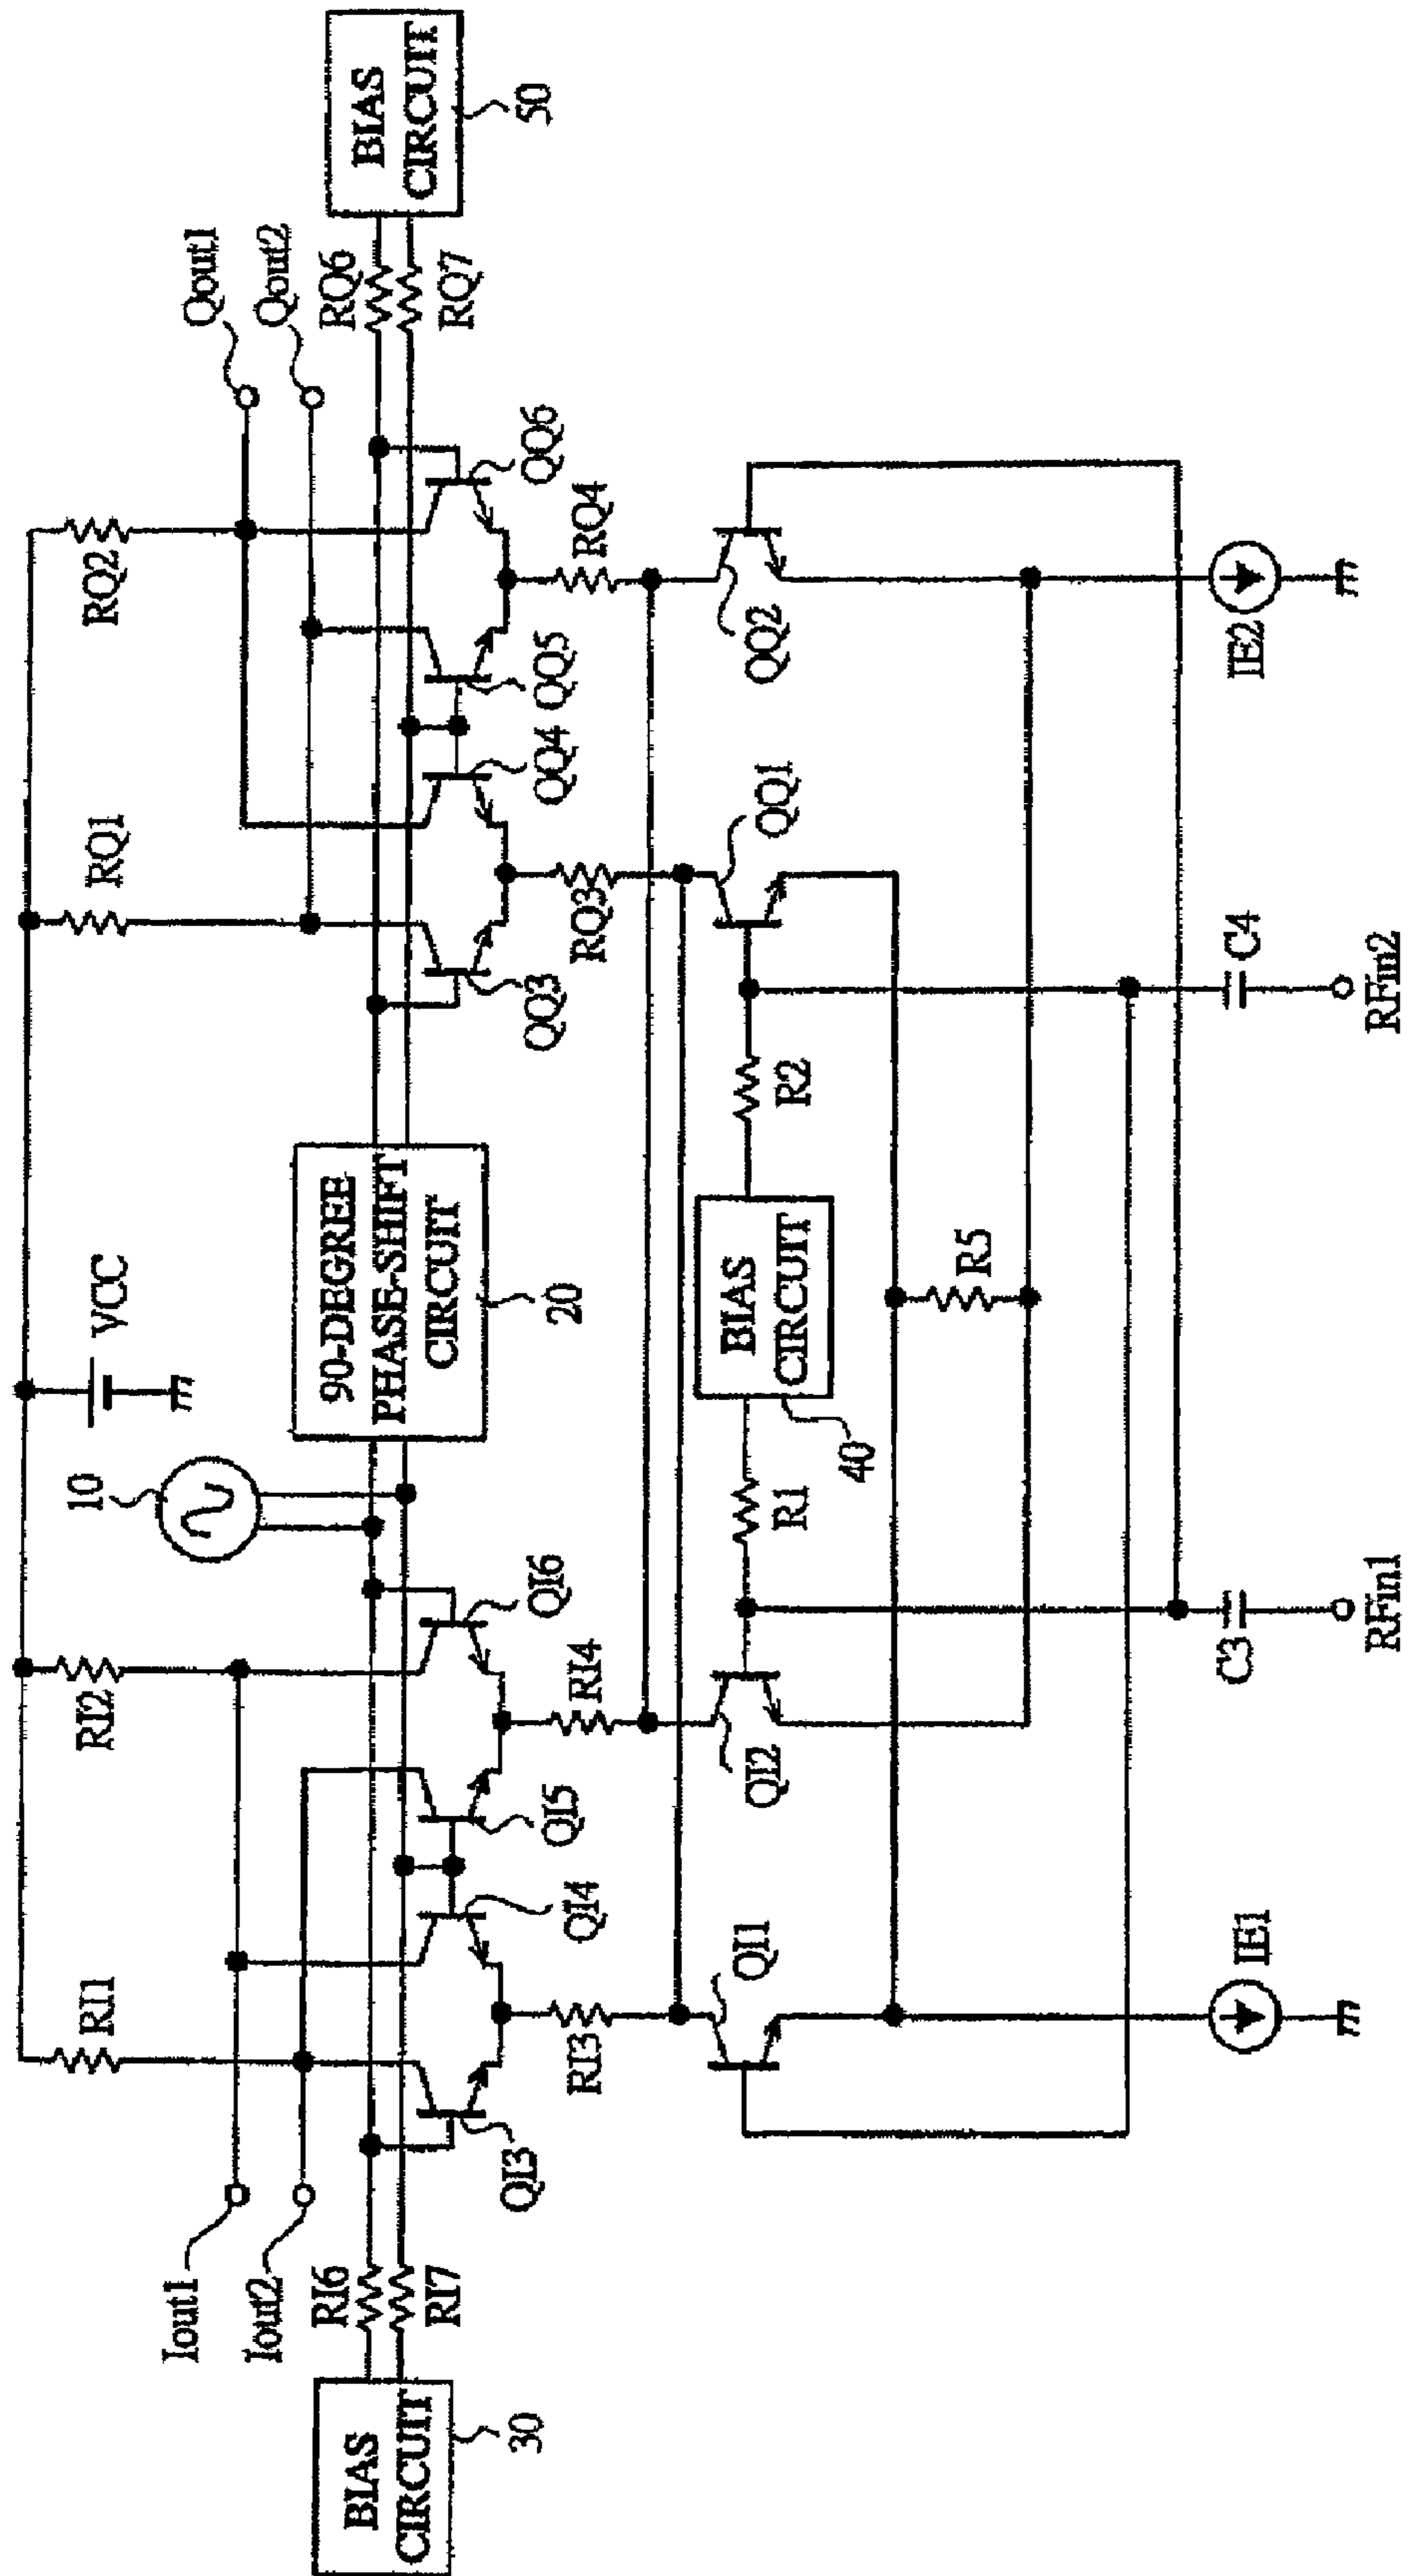 RI1
RI2
VCC
RQ1
RQ2
10
Iout1
Iout2
Qout1
Qout2
BIAS
CIRCUIT
30
RI6
RI7
QI3
QI4
QI5
QI6
90-DEGREE
PHASE-SHIFT
CIRCUIT
20
QQ3
QQ4
QQ5
QQ6
RQ6
RQ7
BIAS
CIRCUIT
50
RI3
RI4
RQ3
RQ4
QI1
QI2
R1
BIAS
CIRCUIT
40
R2
QQ1
QQ2
R5
IE1
C3
C4
IE2
RFin1
RFin2